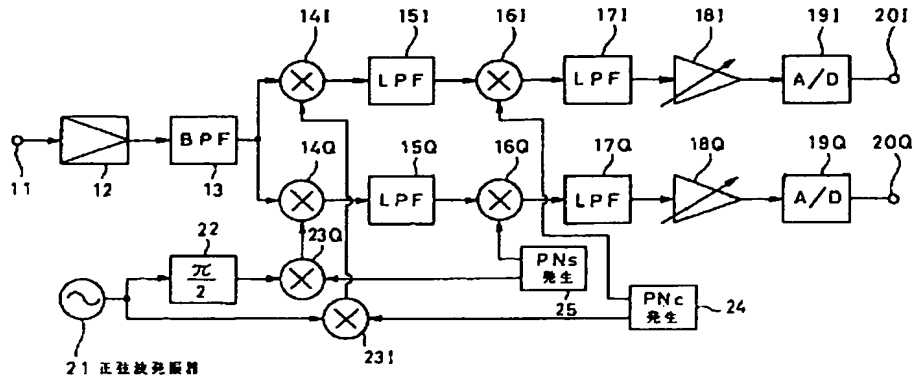 14I 15I 16I 17I 18I 19I 20I
LPF LPF A/D
11 12 BPF 13
14Q 15Q 16Q 17Q 18Q 19Q 20Q
LPF LPF A/D
22 23Q
π/2
PNs
発生
25
PNc
発生
24
23I
21 正弦波発振器